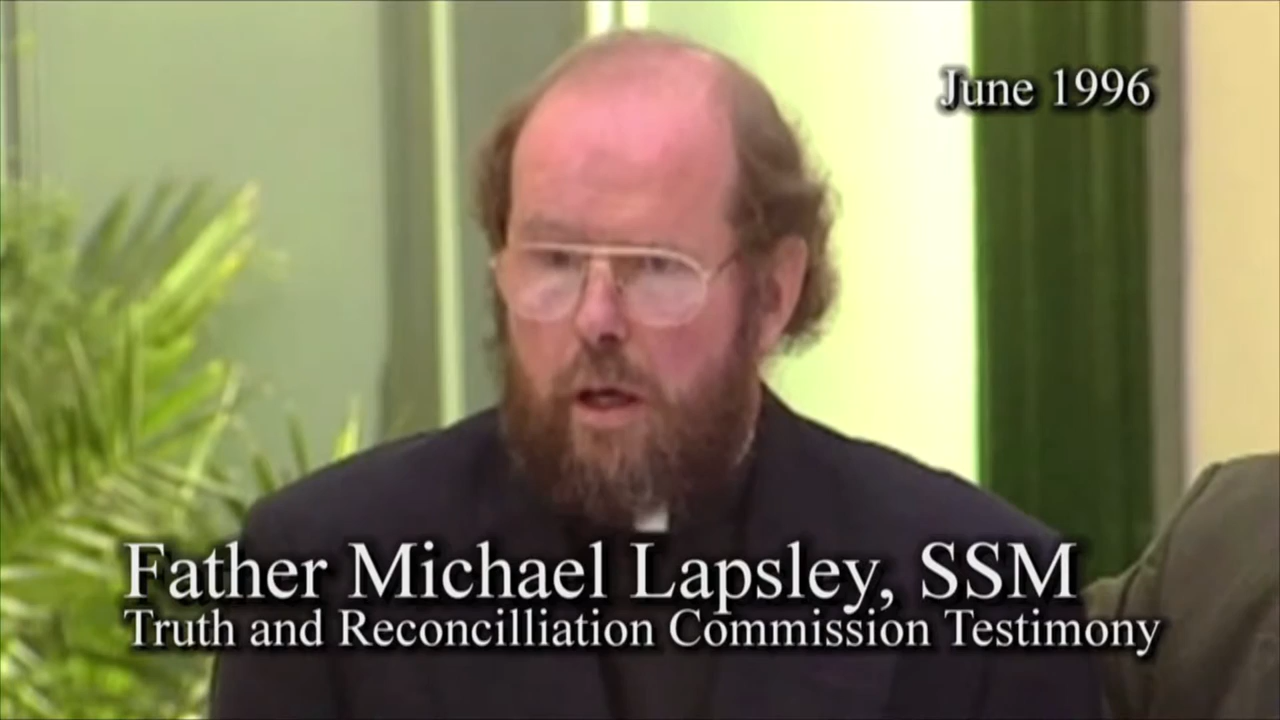 June 1996
Father Michael Lapsley, SSM
Truth and Reconcilliation Commission Testimony